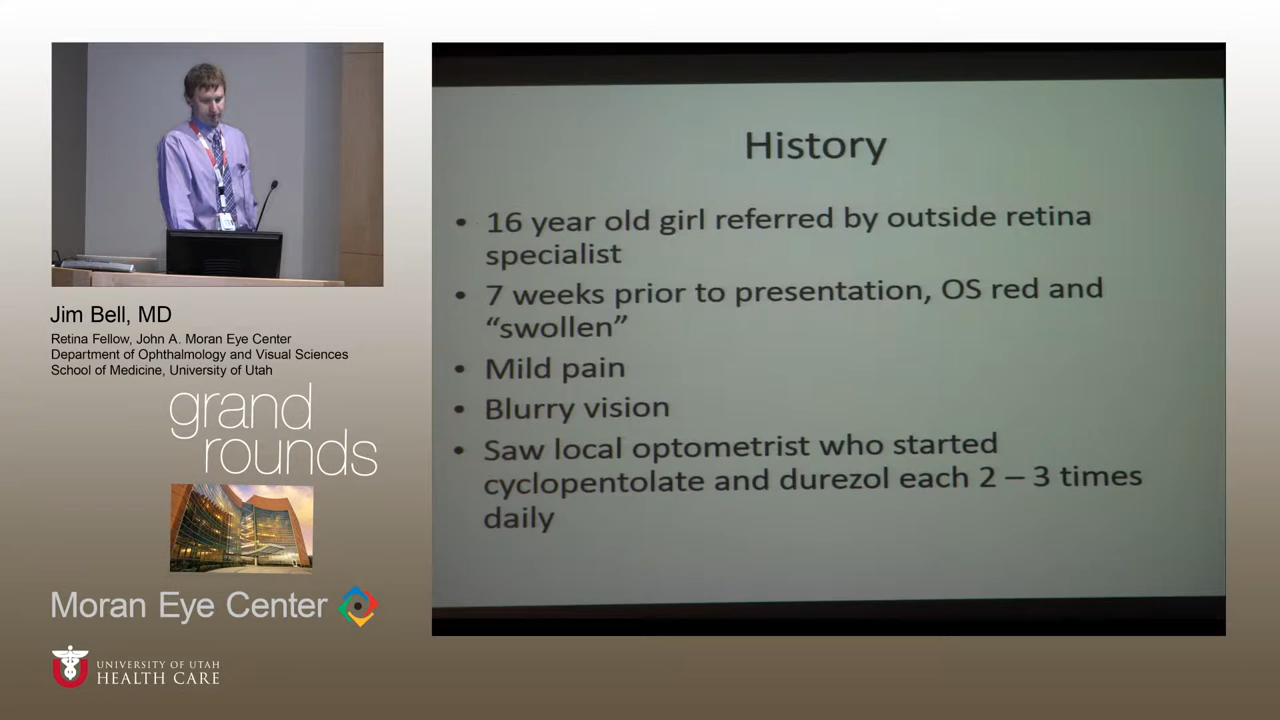 Jim Bell, MD
Retina Fellow, John A. Moran Eye Center
Department of Ophthalmology and Visual Sciences
School of Medicine, University of Utah
grand
rounds
Moran Eye Center
UNIVERSITY OF UTAH
HEALTH CARE
History
• 16 year old girl referred by outside retina
specialist
• 7 weeks prior to presentation, OS red and
“swollen”
• Mild pain
• Blurry vision
• Saw local optometrist who started
cyclopentolate and durezol each 2 – 3 times
daily